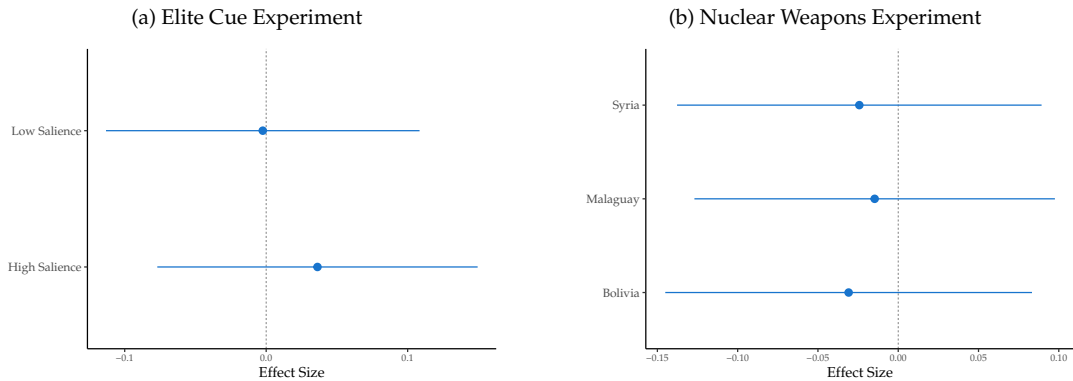 (a) Elite Cue Experiment
Low Salience
High Salience
−0.1
0.0
0.1
Effect Size
(b) Nuclear Weapons Experiment
Syria
Malaguay
Bolivia
−0.15
−0.10
−0.05
0.00
0.05
0.10
Effect Size